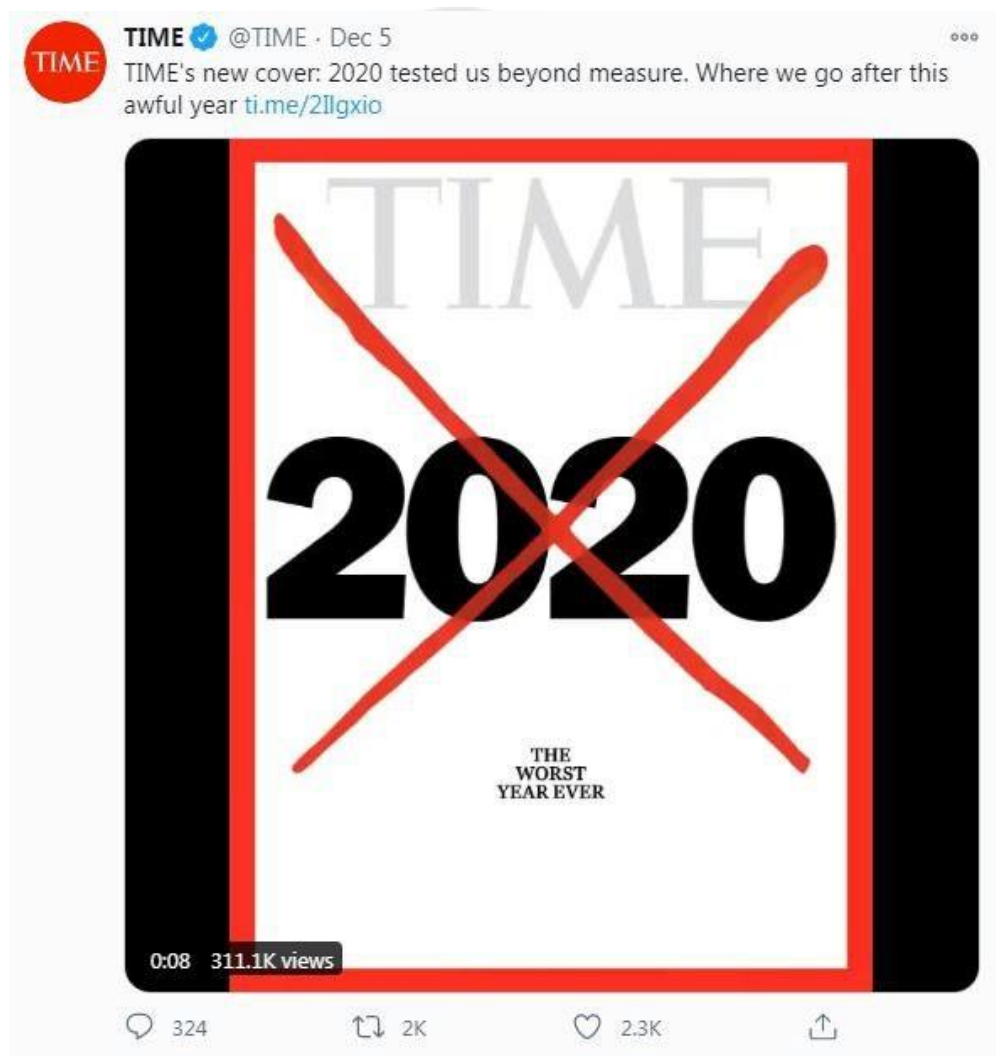 TIME
TIME @TIME · Dec 5
TIME's new cover: 2020 tested us beyond measure. Where we go after this
awful year ti.me/2Ilgxio
TIME
2020
THE
WORST
YEAR EVER
0:08 311.1K views
324 2K 2.3K